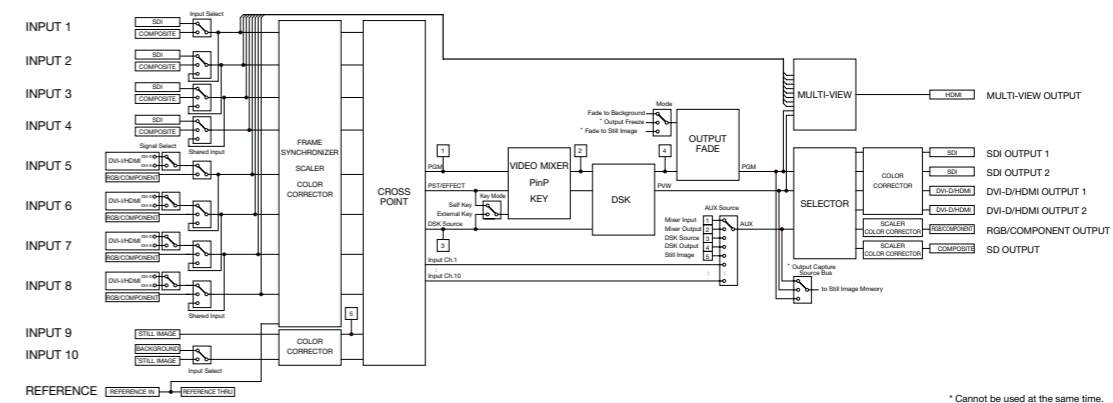 INPUT 1
SDI
COMPOSITE
Input Select
INPUT 2
SDI
COMPOSITE
INPUT 3
SDI
COMPOSITE
INPUT 4
SDI
COMPOSITE
Shared Input
Signal Select
INPUT 5
DVI-I/HDMI
DVI-D
DVI-A
RGB/COMPONENT
INPUT 6
DVI-I/HDMI
DVI-D
DVI-A
RGB/COMPONENT
INPUT 7
DVI-I/HDMI
DVI-D
DVI-A
RGB/COMPONENT
INPUT 8
DVI-I/HDMI
DVI-D
DVI-A
RGB/COMPONENT
Shared Input
INPUT 9
STILL IMAGE
INPUT 10
BACKGROUND
*STILL IMAGE
Input Select
REFERENCE
REFERENCE IN
REFERENCE THRU
FRAME
SYNCHRONIZER
SCALER
COLOR
CORRECTOR
COLOR
CORRECTOR
5
CROSS
POINT
1
PGM
PST/EFFECT
Self Key
External Key
Key Mode
DSK Source
3
Input Ch.1
:
Input Ch.10
VIDEO MIXER
PinP
KEY
2
DSK
4
Mode
Fade to Background
* Output Freeze
* Fade to Still Image
OUTPUT
FADE
PGM
PVW
AUX Source
Mixer Input 1
Mixer Output 2
DSK Source 3
DSK Output 4
Still Image 5
: :
AUX
* Output Capture
Source Bus
to Still Image Mmeory
MULTI-VIEW
HDMI
MULTI-VIEW OUTPUT
SELECTOR
COLOR
CORRECTOR
SDI
SDI OUTPUT 1
SDI
SDI OUTPUT 2
DVI-D/HDMI
DVI-D/HDMI OUTPUT 1
DVI-D/HDMI
DVI-D/HDMI OUTPUT 2
SCALER
COLOR CORRECTOR
RGB/COMPONENT
RGB/COMPONENT OUTPUT
SCALER
COLOR CORRECTOR
COMPOSITE
SD OUTPUT
* Cannot be used at the same time.